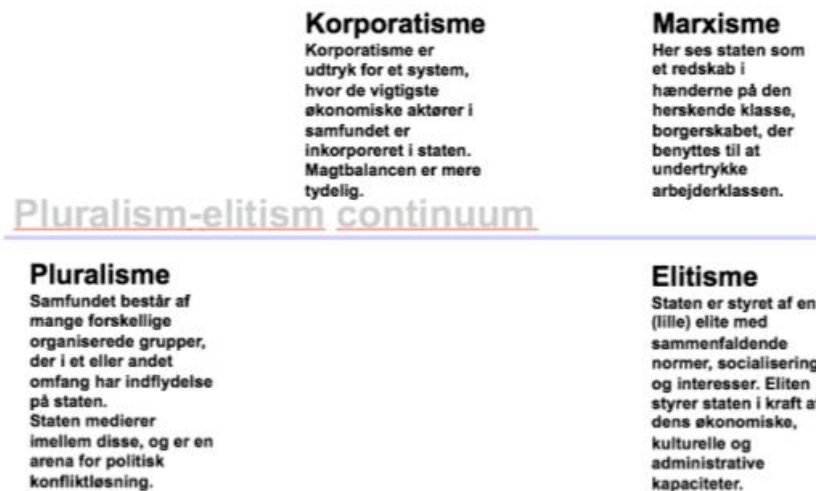 Korporatisme
Korporatisme er
udtryk for et system,
hvor de vigtigste
økonomiske aktører i
samfundet er
inkorporeret i staten.
Magtbalancen er mere
tydelig.
Marxisme
Her ses staten som
et redskab i
hænderne på den
herskende klasse,
borgerskabet, der
benyttes til at
undertrykke
arbejderklassen.
Pluralism-elitism continuum
Pluralisme
Samfundet består af
mange forskellige
organiserede grupper,
der i et eller andet
omfang har indflydelse
på staten.
Staten medierer
imellem disse, og er en
arena for politisk
konfliktløsning.
Elitisme
Staten er styret af en
(lille) elite med
sammenfaldende
normer, socialisering
og interesser. Eliten
styrer staten i kraft af
dens økonomiske,
kulturelle og
administrative
kapaciteter.